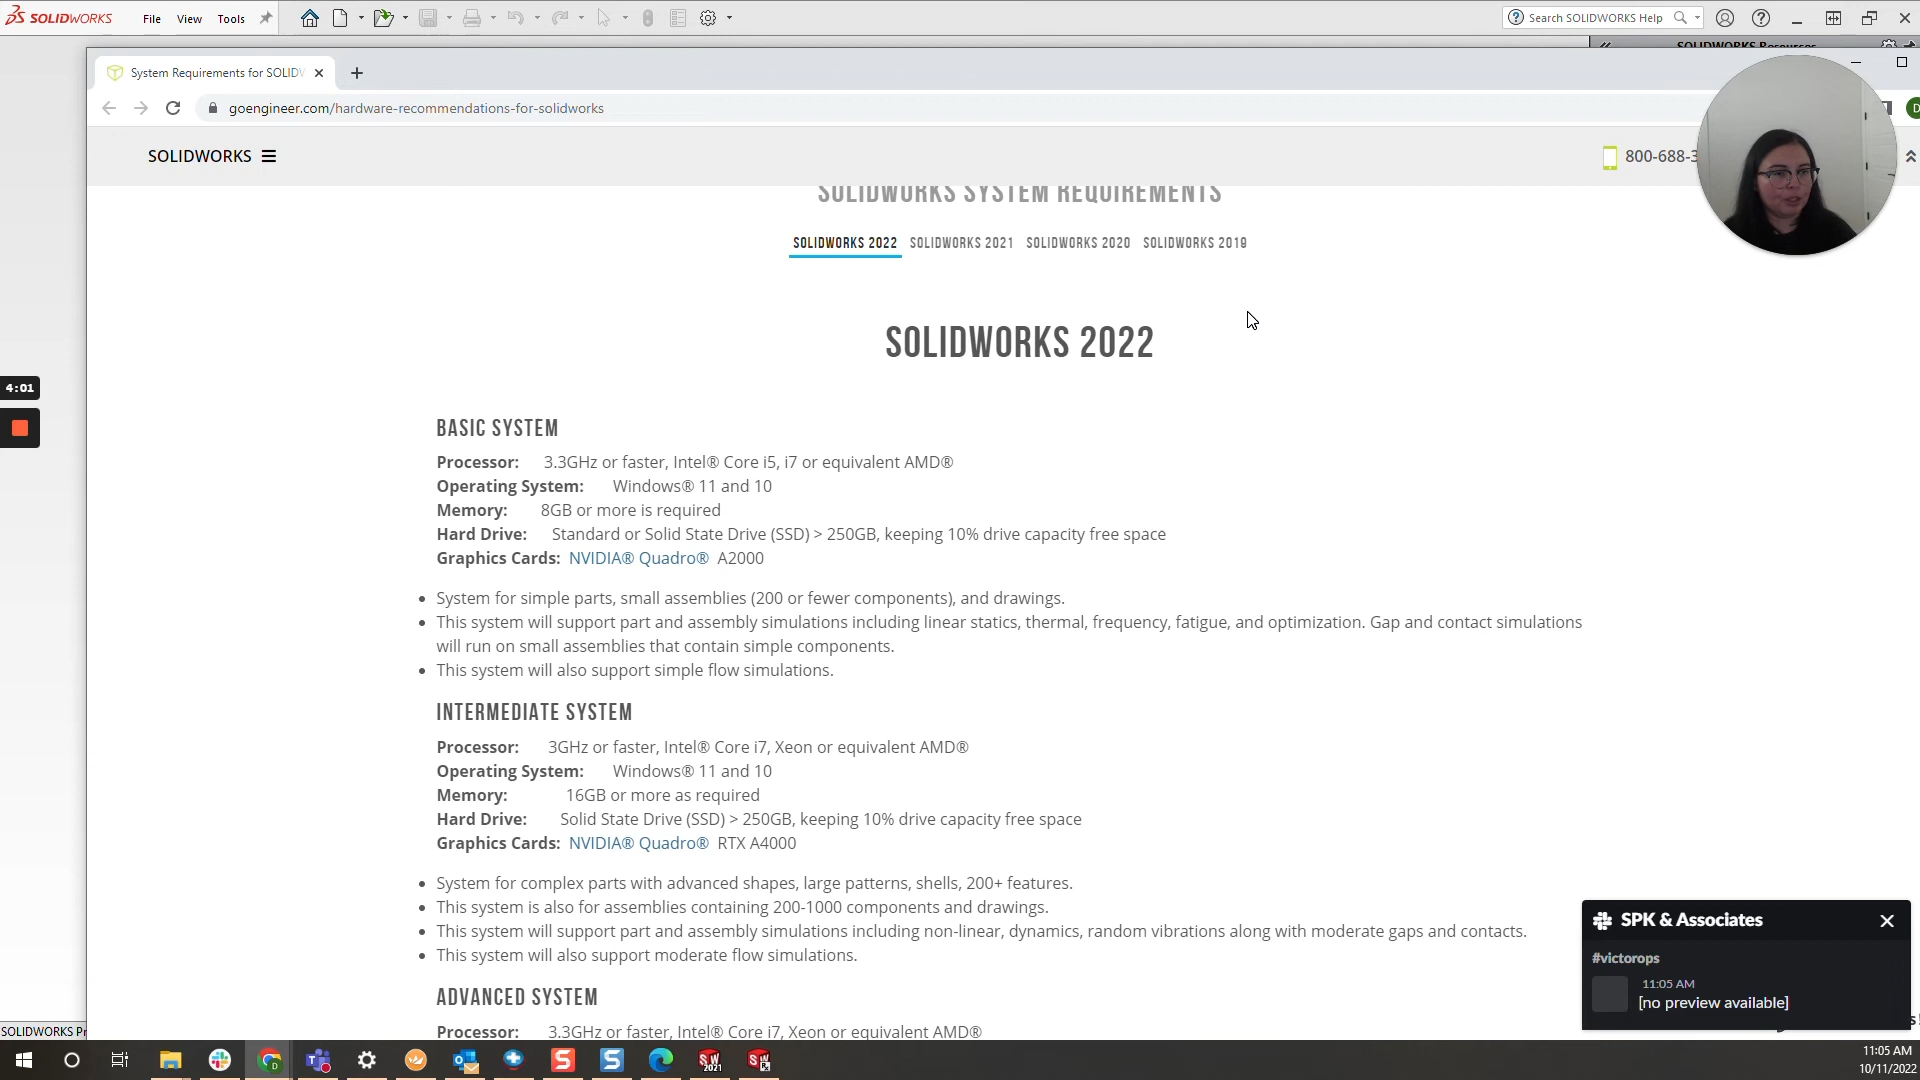 SOLIDWORKS File View Tools Search SOLIDWORKS Help
SOLIDWORKS Resources
System Requirements for SOLIDV
goengineer.com/hardware-recommendations-for-solidworks
SOLIDWORKS 800-688-3
SOLIDWORKS SYSTEM REQUIREMENTS
SOLIDWORKS 2022 SOLIDWORKS 2021 SOLIDWORKS 2020 SOLIDWORKS 2019
SOLIDWORKS 2022
4:01
BASIC SYSTEM
Processor: 3.3GHz or faster, Intel® Core i5, i7 or equivalent AMD®
Operating System: Windows® 11 and 10
Memory: 8GB or more is required
Hard Drive: Standard or Solid State Drive (SSD) > 250GB, keeping 10% drive capacity free space
Graphics Cards: NVIDIA® Quadro® A2000
• System for simple parts, small assemblies (200 or fewer components), and drawings.
• This system will support part and assembly simulations including linear statics, thermal, frequency, fatigue, and optimization. Gap and contact simulations
will run on small assemblies that contain simple components.
• This system will also support simple flow simulations.
INTERMEDIATE SYSTEM
Processor: 3GHz or faster, Intel® Core i7, Xeon or equivalent AMD®
Operating System: Windows® 11 and 10
Memory: 16GB or more as required
Hard Drive: Solid State Drive (SSD) > 250GB, keeping 10% drive capacity free space
Graphics Cards: NVIDIA® Quadro® RTX A4000
• System for complex parts with advanced shapes, large patterns, shells, 200+ features.
• This system is also for assemblies containing 200-1000 components and drawings.
• This system will support part and assembly simulations including non-linear, dynamics, random vibrations along with moderate gaps and contacts.
• This system will also support moderate flow simulations.
ADVANCED SYSTEM
Processor: 3.3GHz or faster, Intel® Core i7, Xeon or equivalent AMD®
SPK & Associates
#victorops
11:05 AM
[no preview available]
SOLIDWORKS Pr
11:05 AM
10/11/2022